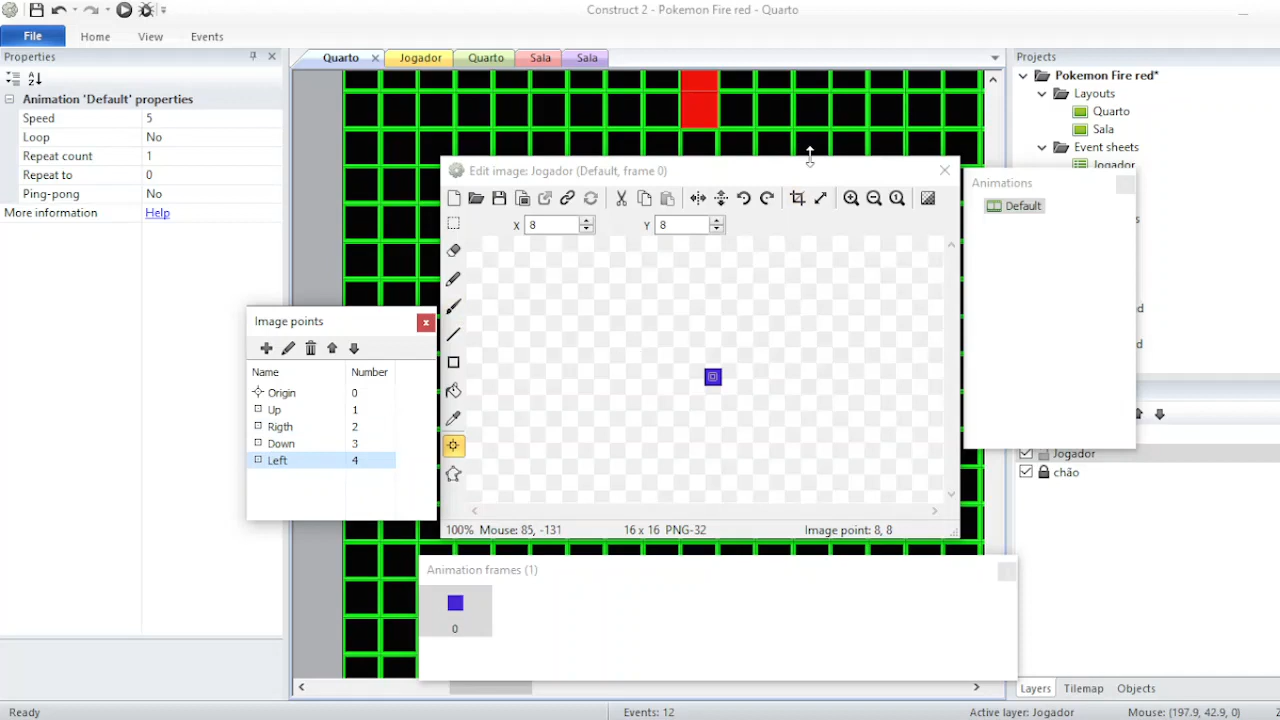 Construct 2 - Pokemon Fire red - Quarto
File Home View Events
Properties
Quarto Jogador Quarto Sala Sala
Projects
Animation 'Default' properties
Speed 5
Loop No
Repeat count 1
Repeat to 0
Ping-pong No
More information Help
Pokemon Fire red*
Layouts
Quarto
Sala
Event sheets
Jogador
Edit image: Jogador (Default, frame 0)
X 8 Y 8
Animations
Default
Image points
Name Number
Origin 0
Up 1
Rigth 2
Down 3
Left 4
100% Mouse: 85, -131 16 x 16 PNG-32 Image point: 8, 8
Jogador
chão
Animation frames (1)
0
Layers Tilemap Objects
Ready Events: 12 Active layer: Jogador Mouse: (197.9, 42.9, 0)